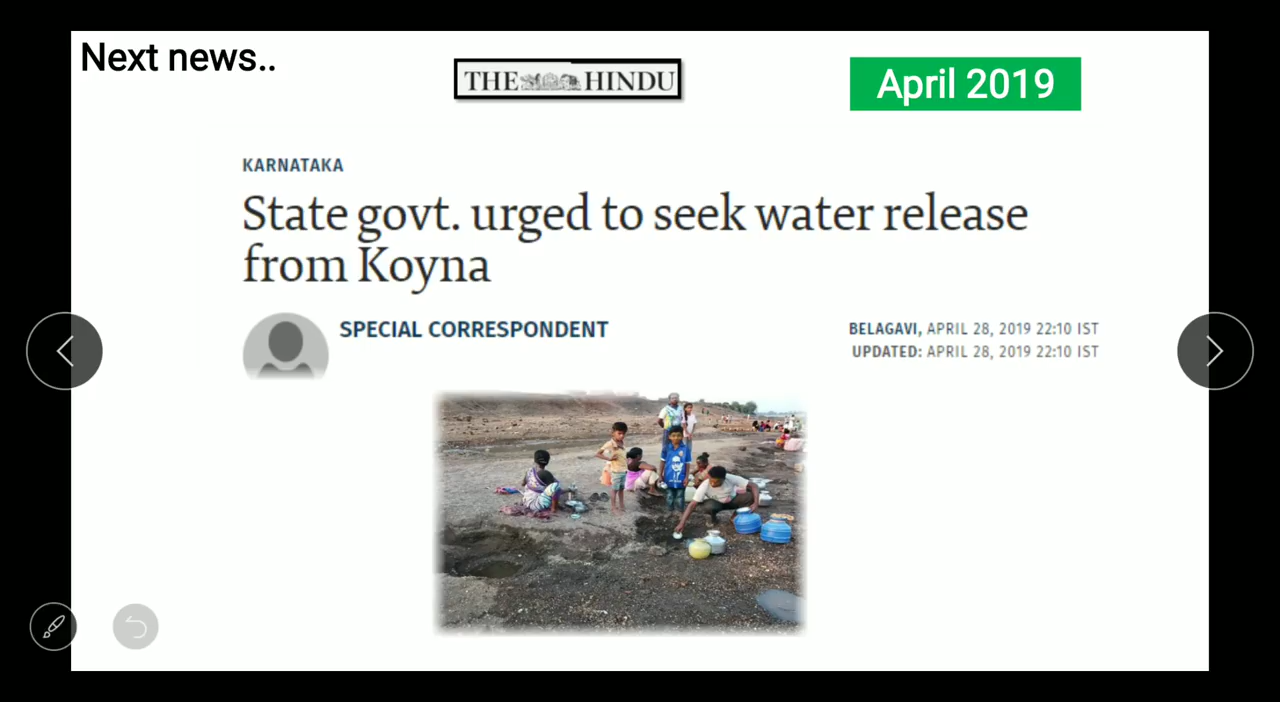 Next news..
THE HINDU
April 2019
KARNATAKA
State govt. urged to seek water release
from Koyna
SPECIAL CORRESPONDENT
BELAGAVI, APRIL 28, 2019 22:10 IST
UPDATED: APRIL 28, 2019 22:10 IST